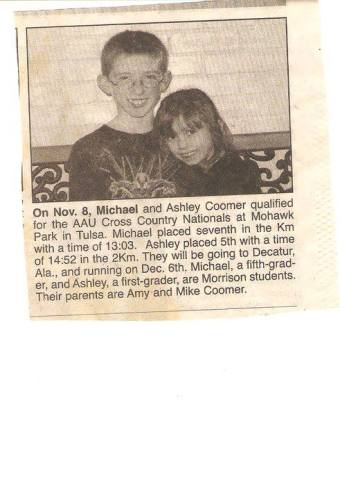 On Nov. 8, Michael and Ashley Coomer qualified
for the AAU Cross Country Nationals at Mohawk
Park in Tulsa. Michael placed seventh in the Km
with a time of 13:03. Ashley placed 5th with a time
of 14:52 in the 2Km. They will be going to Decatur,
Ala., and running on Dec. 6th. Michael, a fifth-grad-
er, and Ashley, a first-grader, are Morrison students.
Their parents are Amy and Mike Coomer.